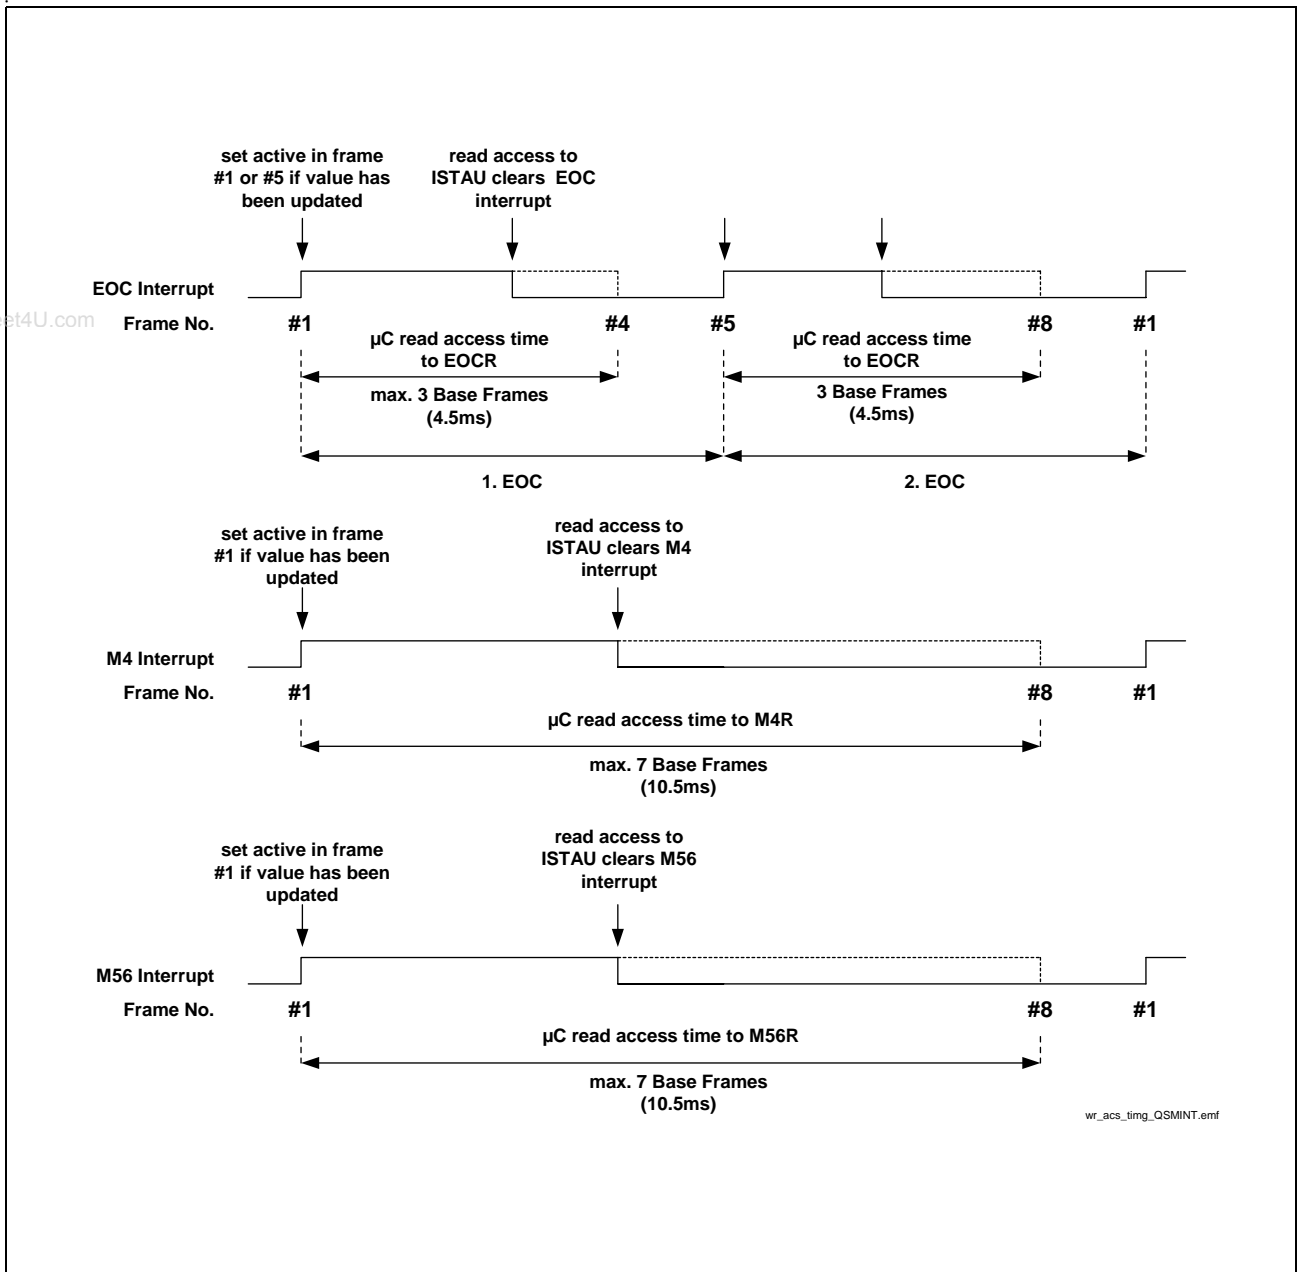 set active in frame
#1 or #5 if value has
been updated
read access to
ISTAU clears EOC
interrupt
EOC Interrupt
et4U.com
Frame No.
#1
#4
#5
#8
#1
µC read access time
to EOCR
µC read access time
to EOCR
max. 3 Base Frames
(4.5ms)
3 Base Frames
(4.5ms)
1. EOC
2. EOC
set active in frame
#1 if value has been
updated
read access to
ISTAU clears M4
interrupt
M4 Interrupt
Frame No.
#1
#8
#1
µC read access time to M4R
max. 7 Base Frames
(10.5ms)
set active in frame
#1 if value has been
updated
read access to
ISTAU clears M56
interrupt
M56 Interrupt
Frame No.
#1
#8
#1
µC read access time to M56R
max. 7 Base Frames
(10.5ms)
wr_acs_timg_QSMINT.emf